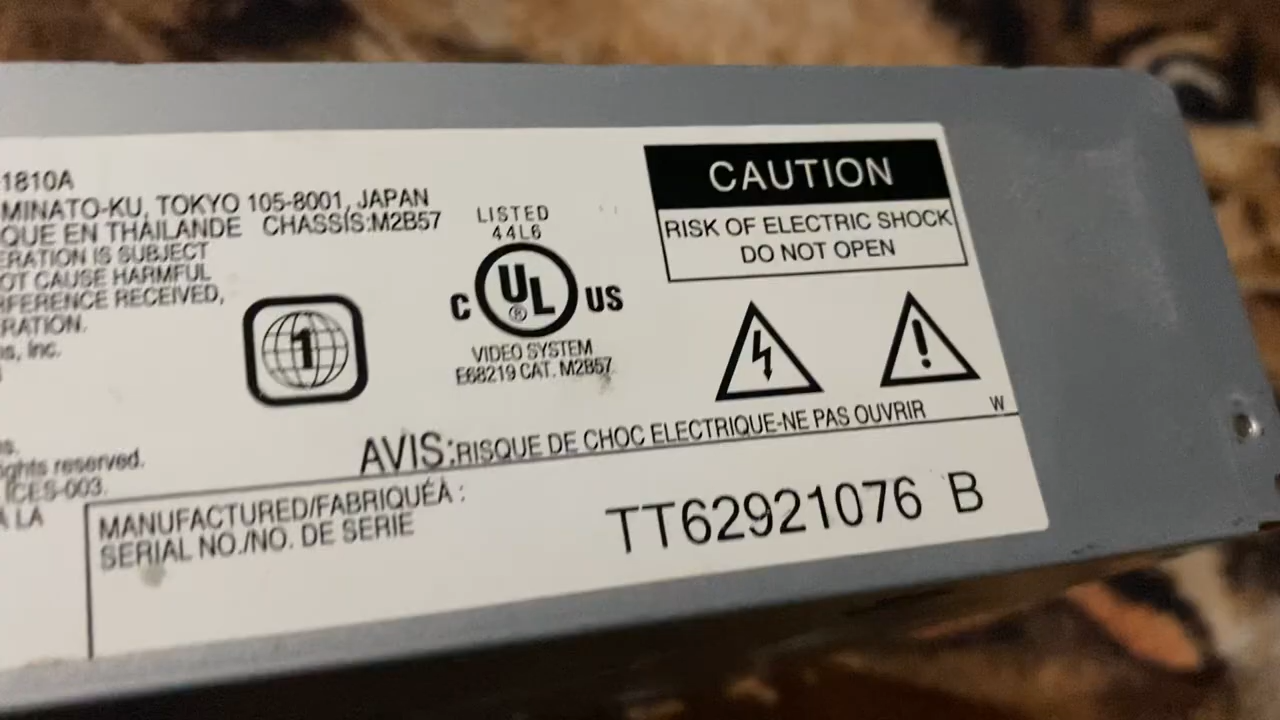 1810A
MINATO-KU, TOKYO 105-8001, JAPAN
QUE EN THAILANDE CHASSIS:M2B57
ERATION IS SUBJECT
OT CAUSE HARMFUL
RFERENCE RECEIVED,
RATION.
s, Inc.
1
LISTED
44L6
C UL® US
VIDEO SYSTEM
E68219 CAT. M2B57
CAUTION
RISK OF ELECTRIC SHOCK
DO NOT OPEN
!
AVIS:RISQUE DE CHOC ELECTRIQUE-NE PAS OUVRIR W
s.
ights reserved.
ICES-003.
À LA
MANUFACTURED/FABRIQUÉÀ :
SERIAL NO./NO. DE SERIE
TT62921076 B